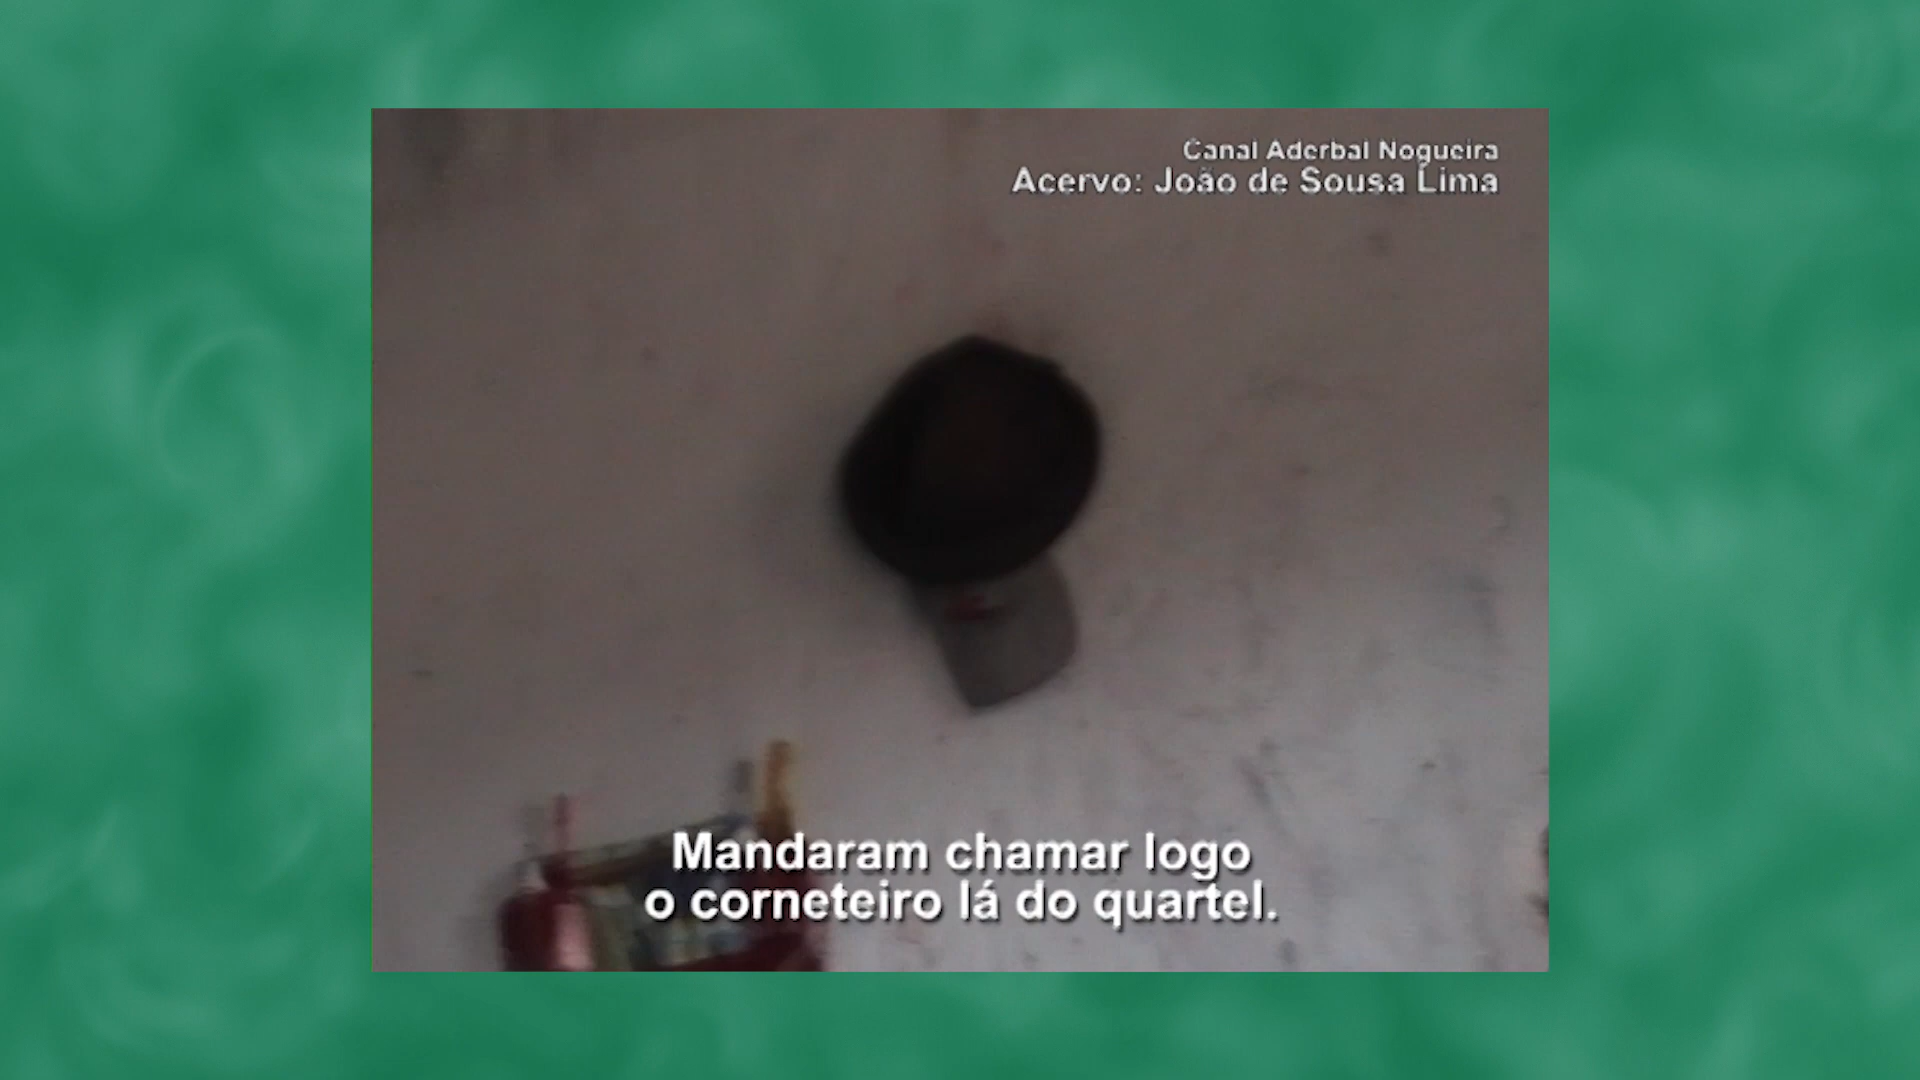 Canal Aderbal Nogueira
Acervo: João de Sousa Lima
Mandaram chamar logo
o corneteiro lá do quartel.